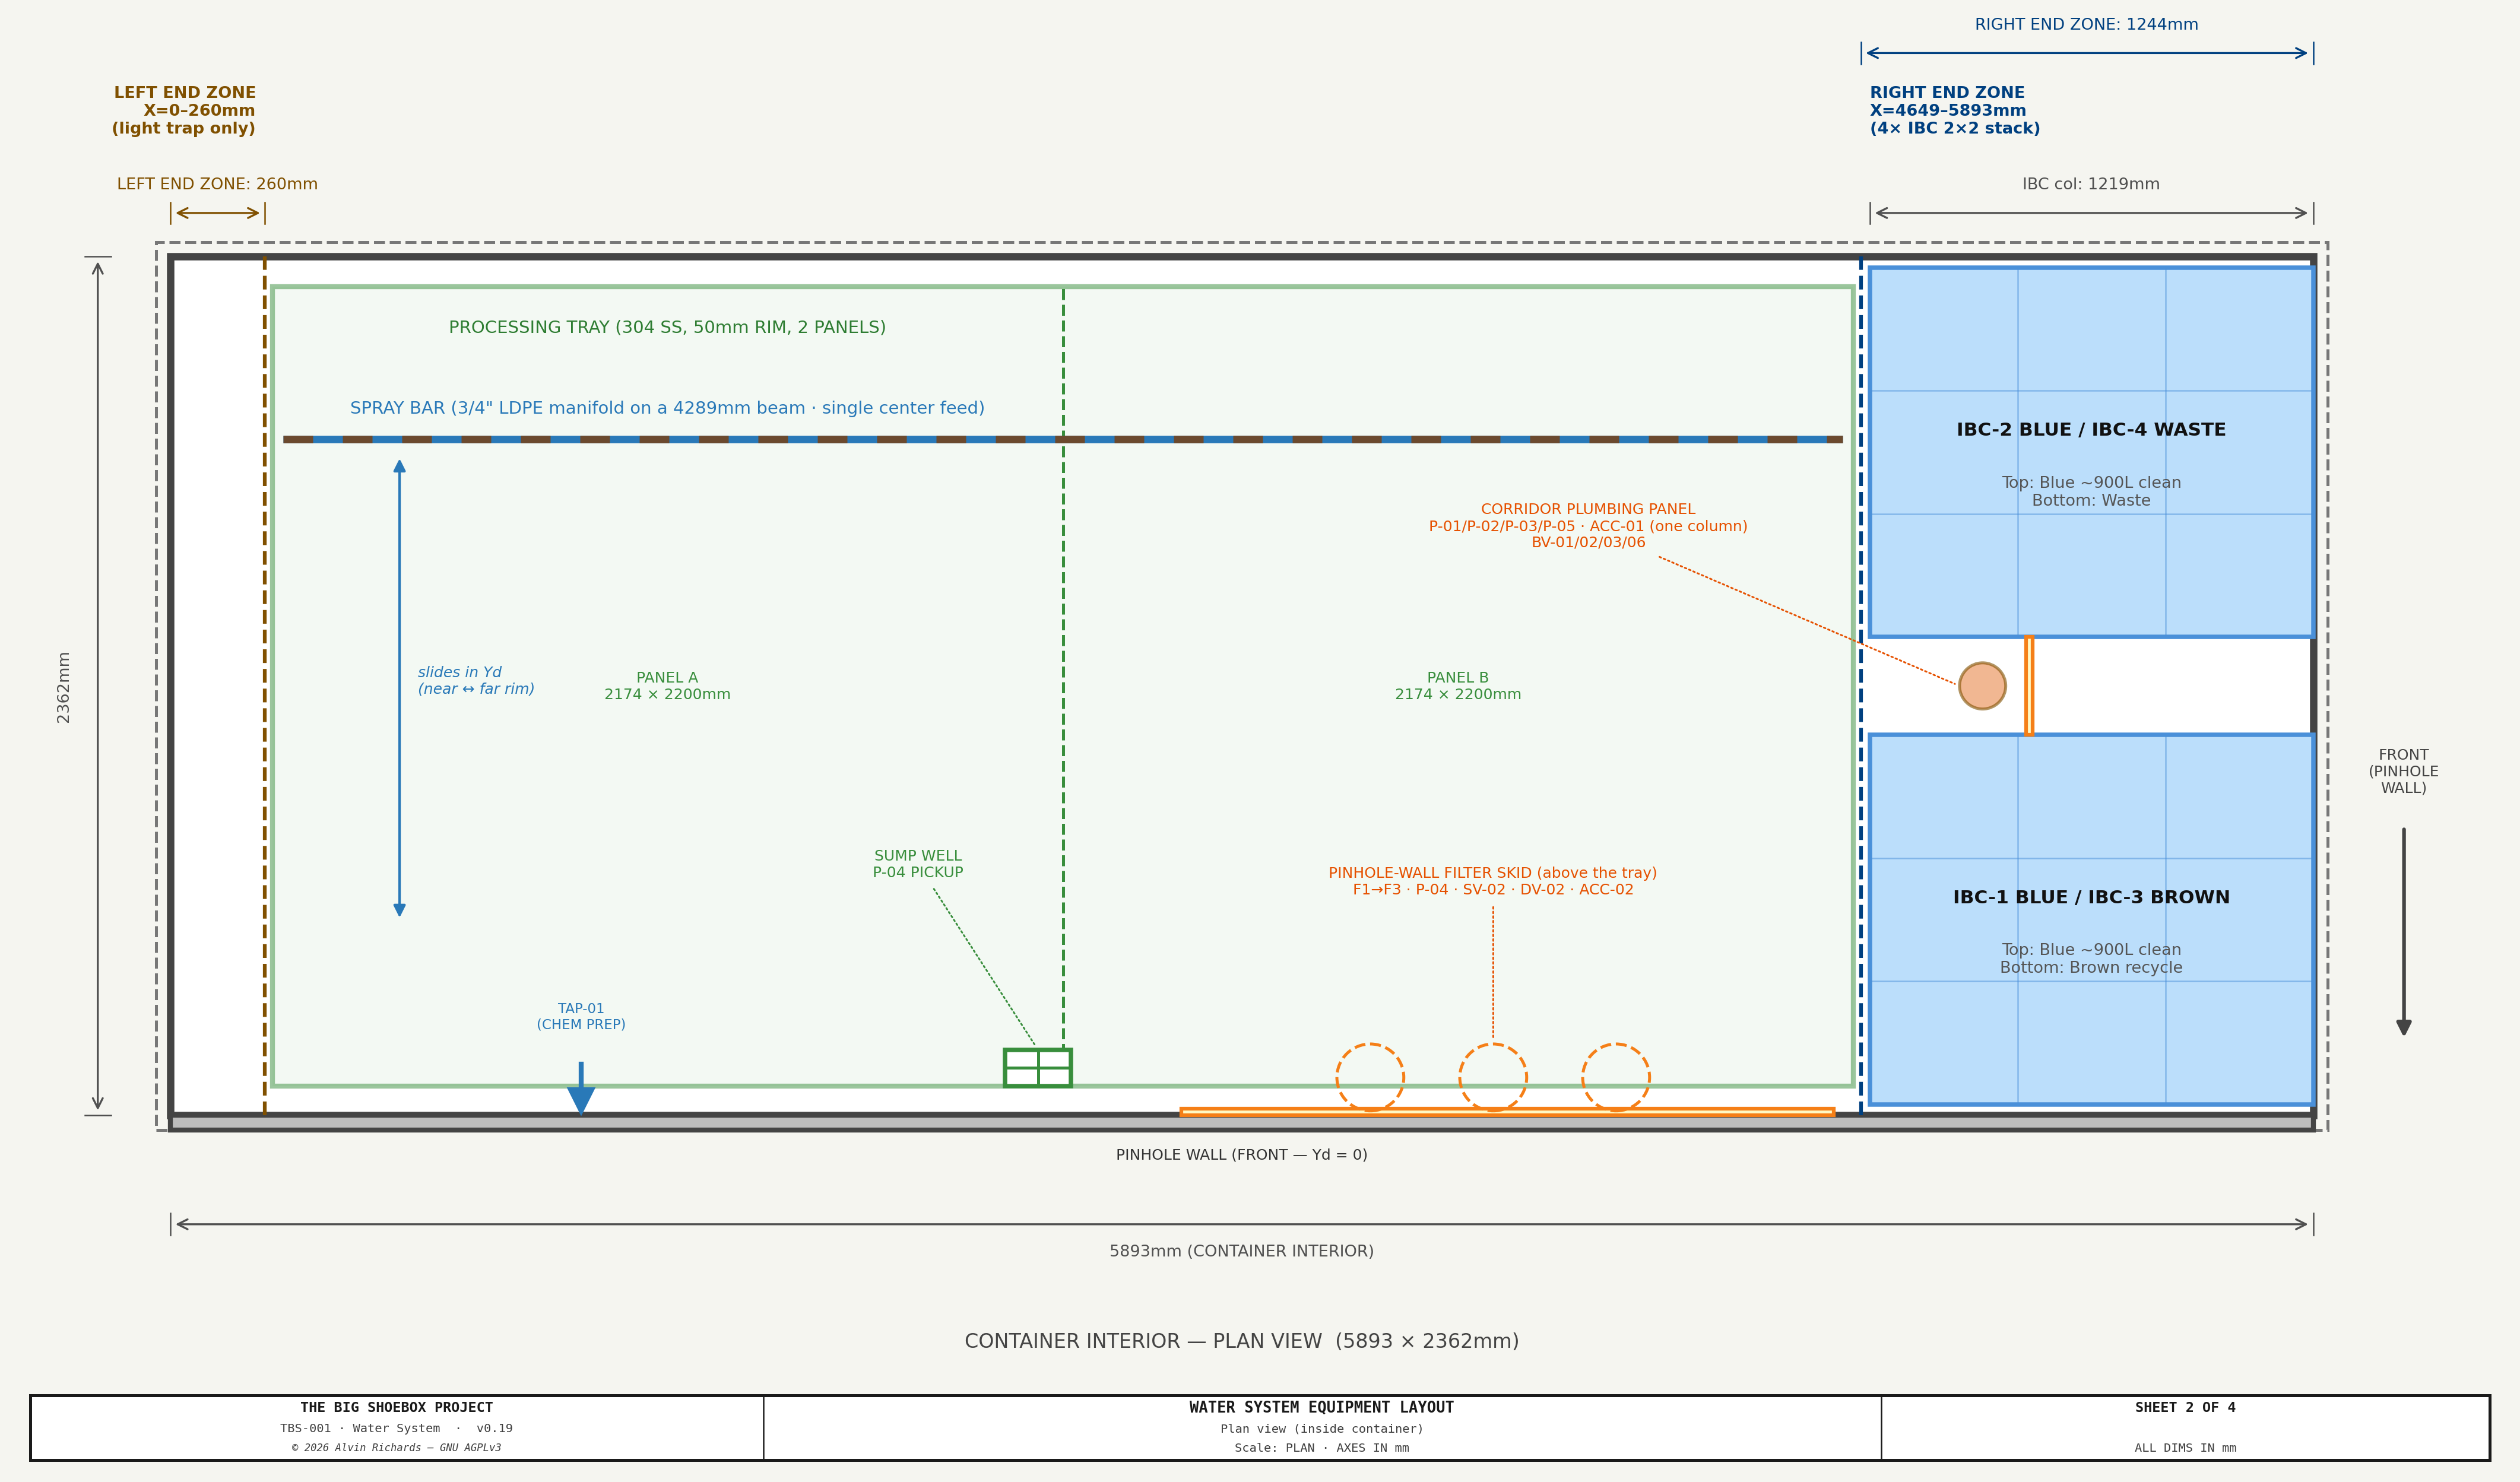 RIGHT END ZONE: 1244mm
LEFT END ZONE
X=0–260mm
(light trap only)
RIGHT END ZONE
X=4649–5893mm
(4× IBC 2×2 stack)
LEFT END ZONE: 260mm
IBC col: 1219mm
PROCESSING TRAY (304 SS, 50mm RIM, 2 PANELS)
SPRAY BAR (3/4" LDPE manifold on a 4289mm beam · single center feed)
IBC-2 BLUE / IBC-4 WASTE
Top: Blue ~900L clean
Bottom: Waste
CORRIDOR PLUMBING PANEL
P-01/P-02/P-03/P-05 · ACC-01 (one column)
BV-01/02/03/06
2362mm
slides in Yd
(near ↔ far rim)
PANEL A
2174 × 2200mm
PANEL B
2174 × 2200mm
FRONT
(PINHOLE
WALL)
SUMP WELL
P-04 PICKUP
PINHOLE-WALL FILTER SKID (above the tray)
F1→F3 · P-04 · SV-02 · DV-02 · ACC-02
IBC-1 BLUE / IBC-3 BROWN
Top: Blue ~900L clean
Bottom: Brown recycle
TAP-01
(CHEM PREP)
PINHOLE WALL (FRONT — Yd = 0)
5893mm (CONTAINER INTERIOR)
CONTAINER INTERIOR — PLAN VIEW  (5893 × 2362mm)
THE BIG SHOEBOX PROJECT
TBS-001 · Water System  ·  v0.19
© 2026 Alvin Richards — GNU AGPLv3
WATER SYSTEM EQUIPMENT LAYOUT
Plan view (inside container)
Scale: PLAN · AXES IN mm
SHEET 2 OF 4
ALL DIMS IN mm